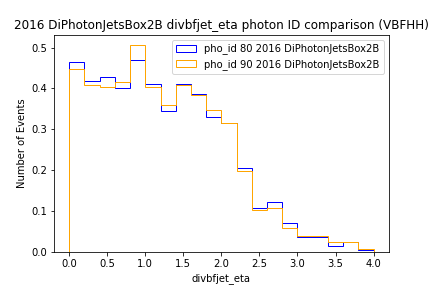 2016 DiPhotonJetsBox2B divbfjet_eta photon ID comparison (VBFHH)
pho_id 80 2016 DiPhotonJetsBox2B
pho_id 90 2016 DiPhotonJetsBox2B
Number of Events
0.5
0.4
0.3
0.2
0.1
0.0
0.0 0.5 1.0 1.5 2.0 2.5 3.0 3.5 4.0
divbfjet_eta